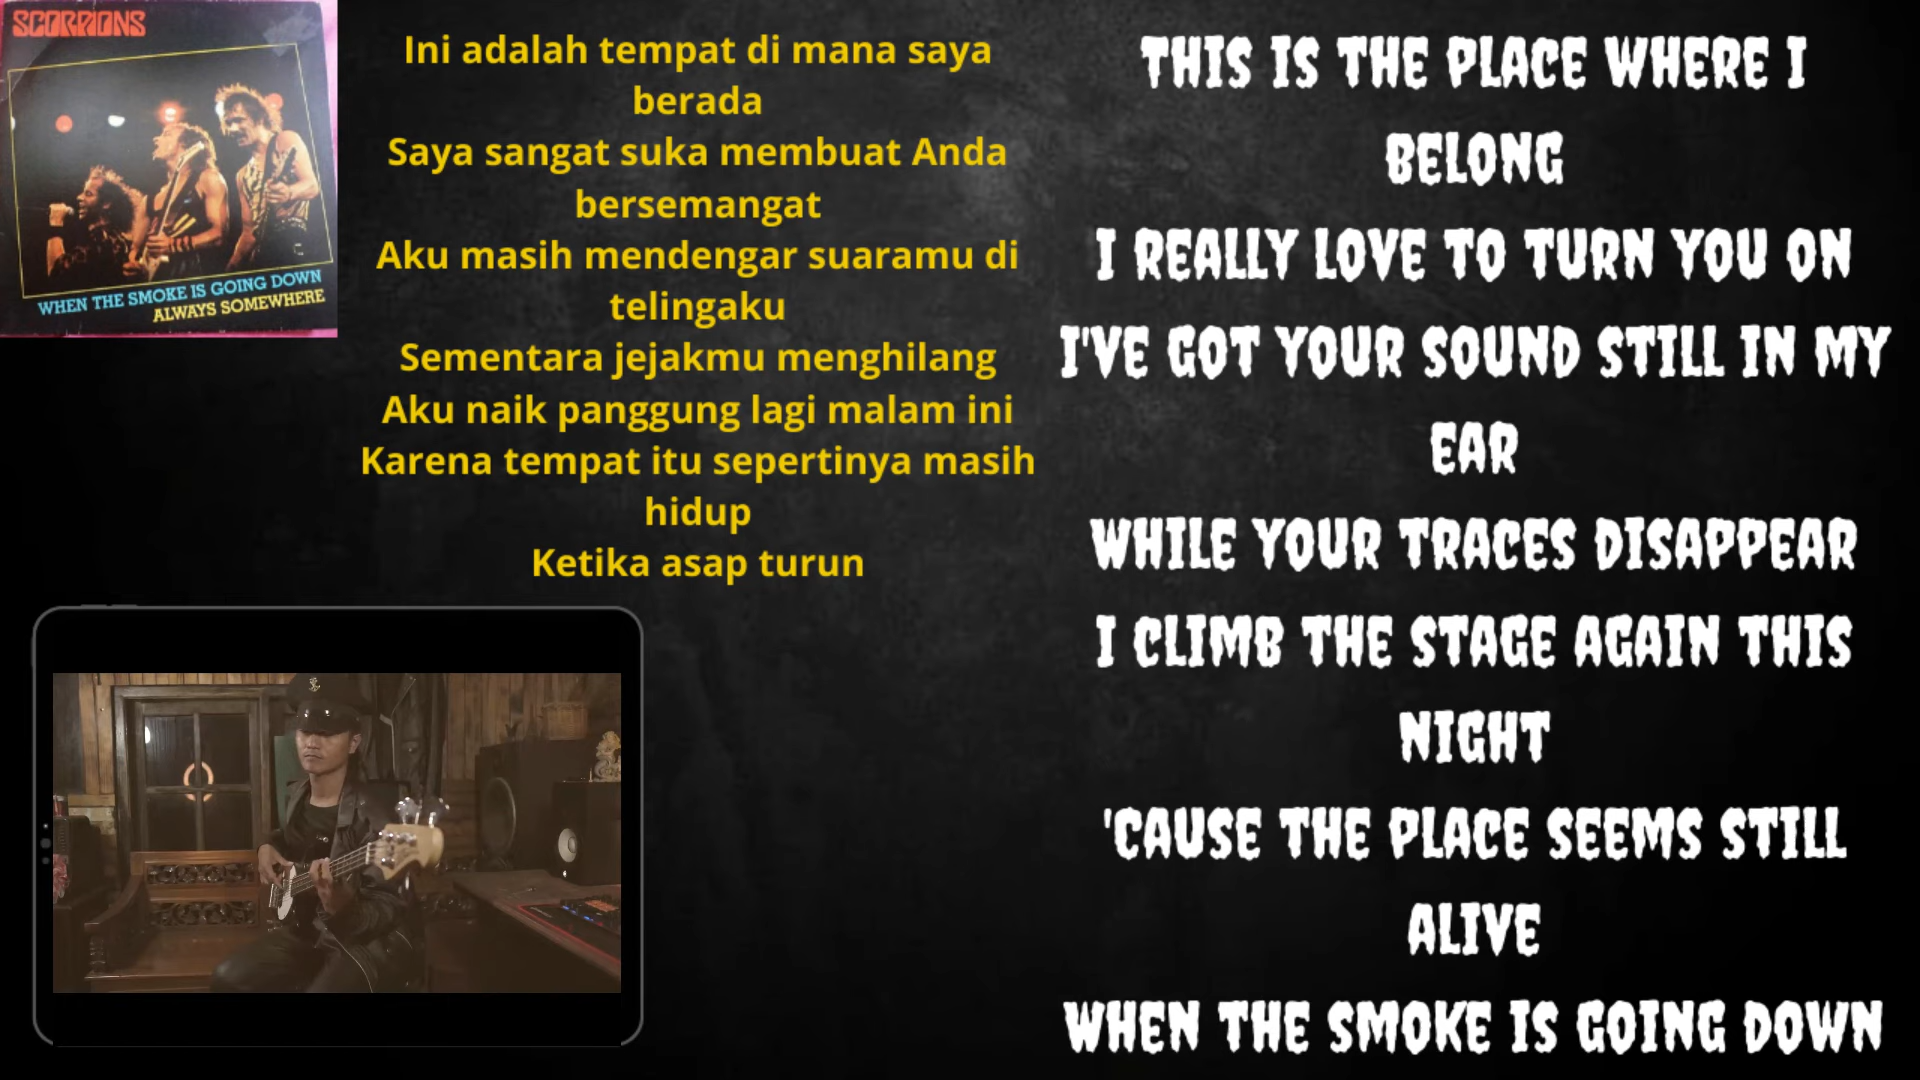 SCORPIONS
WHEN THE SMOKE IS GOING DOWN
ALWAYS SOMEWHERE
Ini adalah tempat di mana saya
berada
Saya sangat suka membuat Anda
bersemangat
Aku masih mendengar suaramu di
telingaku
Sementara jejakmu menghilang
Aku naik panggung lagi malam ini
Karena tempat itu sepertinya masih
hidup
Ketika asap turun
THIS IS THE PLACE WHERE I
BELONG
I REALLY LOVE TO TURN YOU ON
I'VE GOT YOUR SOUND STILL IN MY
EAR
WHILE YOUR TRACES DISAPPEAR
I CLIMB THE STAGE AGAIN THIS
NIGHT
'CAUSE THE PLACE SEEMS STILL
ALIVE
WHEN THE SMOKE IS GOING DOWN